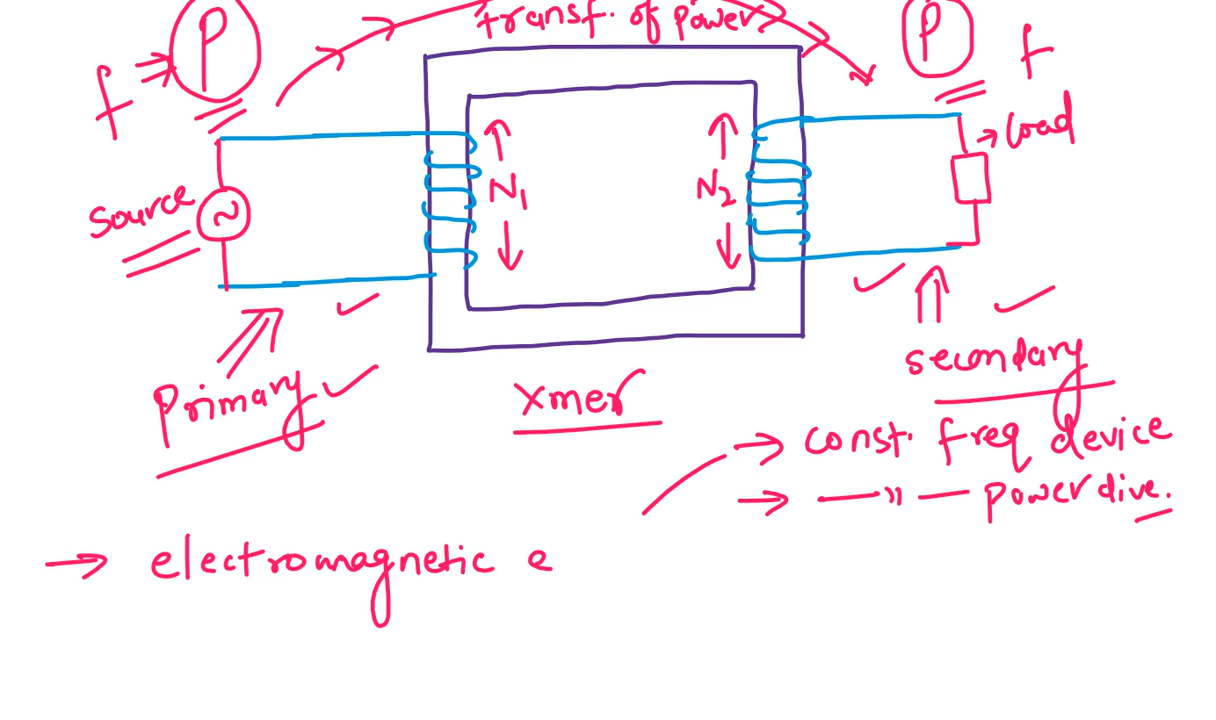 P
transf. of power
P
f
f
Load
N₁
N₂
Source
secondary
Primary
xmer
→ const. freq device
→ —〃— power dive.
→ electromagnetic e